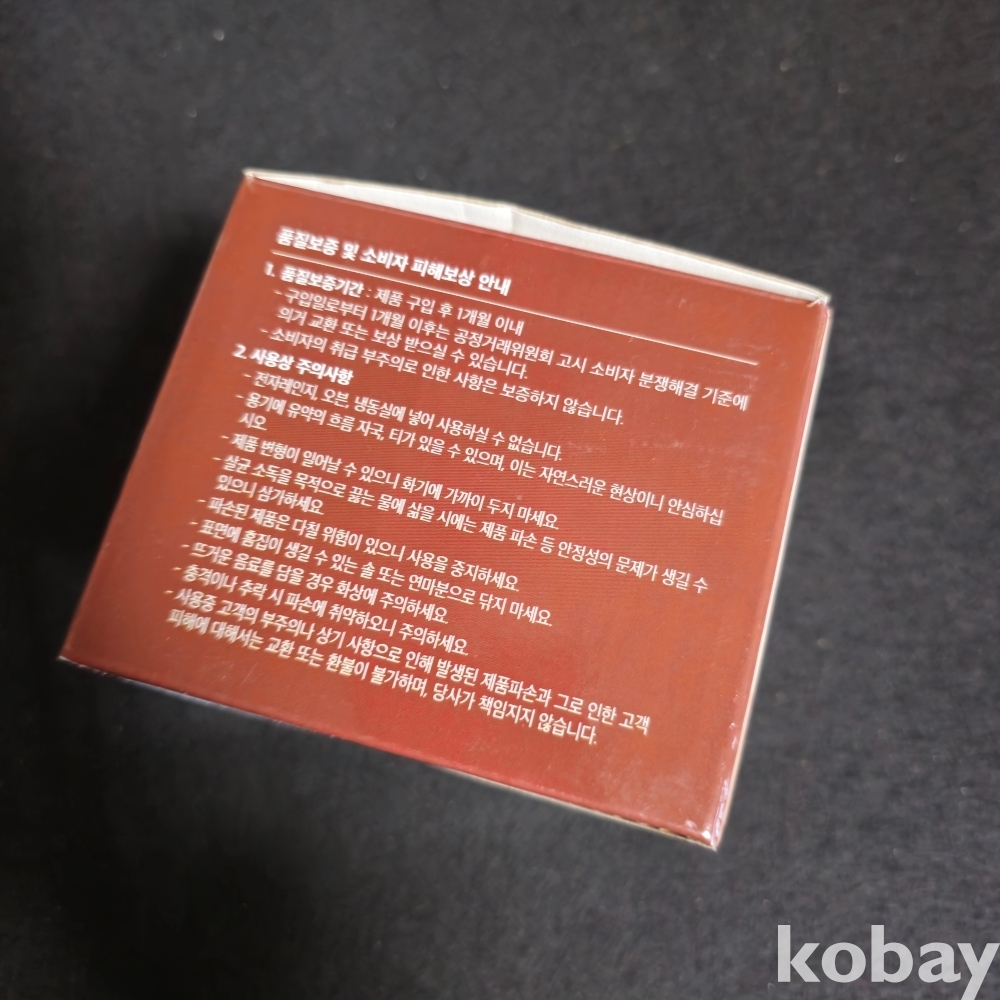 품질보증 및 소비자 피해보상 안내
1. 품질보증기간 : 제품 구입 후 1개월 이내
- 구입일로부터 1개월 이후는 공정거래위원회 고시 소비자 분쟁해결 기준에
의거 교환 또는 보상 받으실 수 있습니다.
- 소비자의 취급 부주의로 인한 사항은 보증하지 않습니다.
2. 사용상 주의사항
- 전자레인지, 오븐, 냉동실에 넣어 사용하실 수 없습니다.
- 용기에 유약의 흐름 자국, 티가 있을 수 있으며, 이는 자연스러운 현상이니 안심하십
시오
- 제품 변형이 일어날 수 있으니 화기에 가까이 두지 마세요.
- 살균 소독을 목적으로 끓는 물에 삶을 시에는 제품 파손 등 안정성의 문제가 생길 수
있으니 삼가하세요
- 파손된 제품은 다칠 위험이 있으니 사용을 중지하세요.
- 표면에 흠집이 생길 수 있는 솔 또는 연마분으로 닦지 마세요.
- 뜨거운 음료를 담을 경우 화상에 주의하세요.
- 충격이나 추락 시 파손에 취약하오니 주의하세요.
- 사용중 고객의 부주의나 상기 사항으로 인해 발생된 제품파손과 그로 인한 고객
피해에 대해서는 교환 또는 환불이 불가하며, 당사가 책임지지 않습니다.
kobay